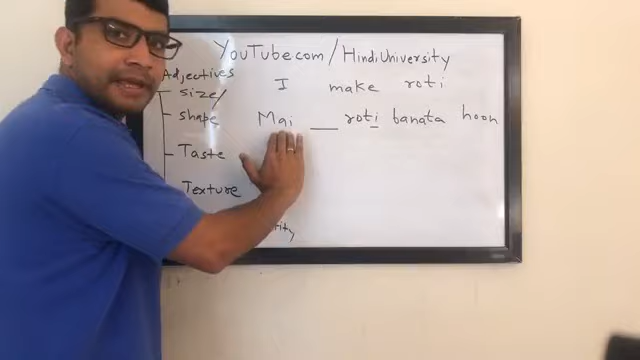 YouTube.com/HindiUniversity
Adjectives
I make roti
size/
shape
Mai __ roti banata hoon
Taste
Texture